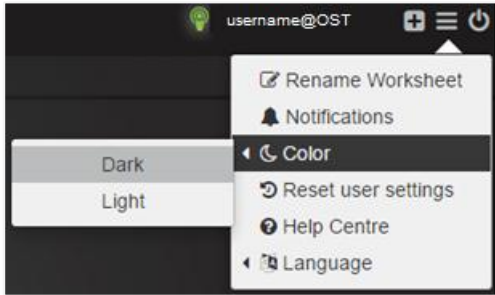 username@OST
Rename Worksheet
Notifications
Color
Dark
Light
Reset user settings
Help Centre
Language